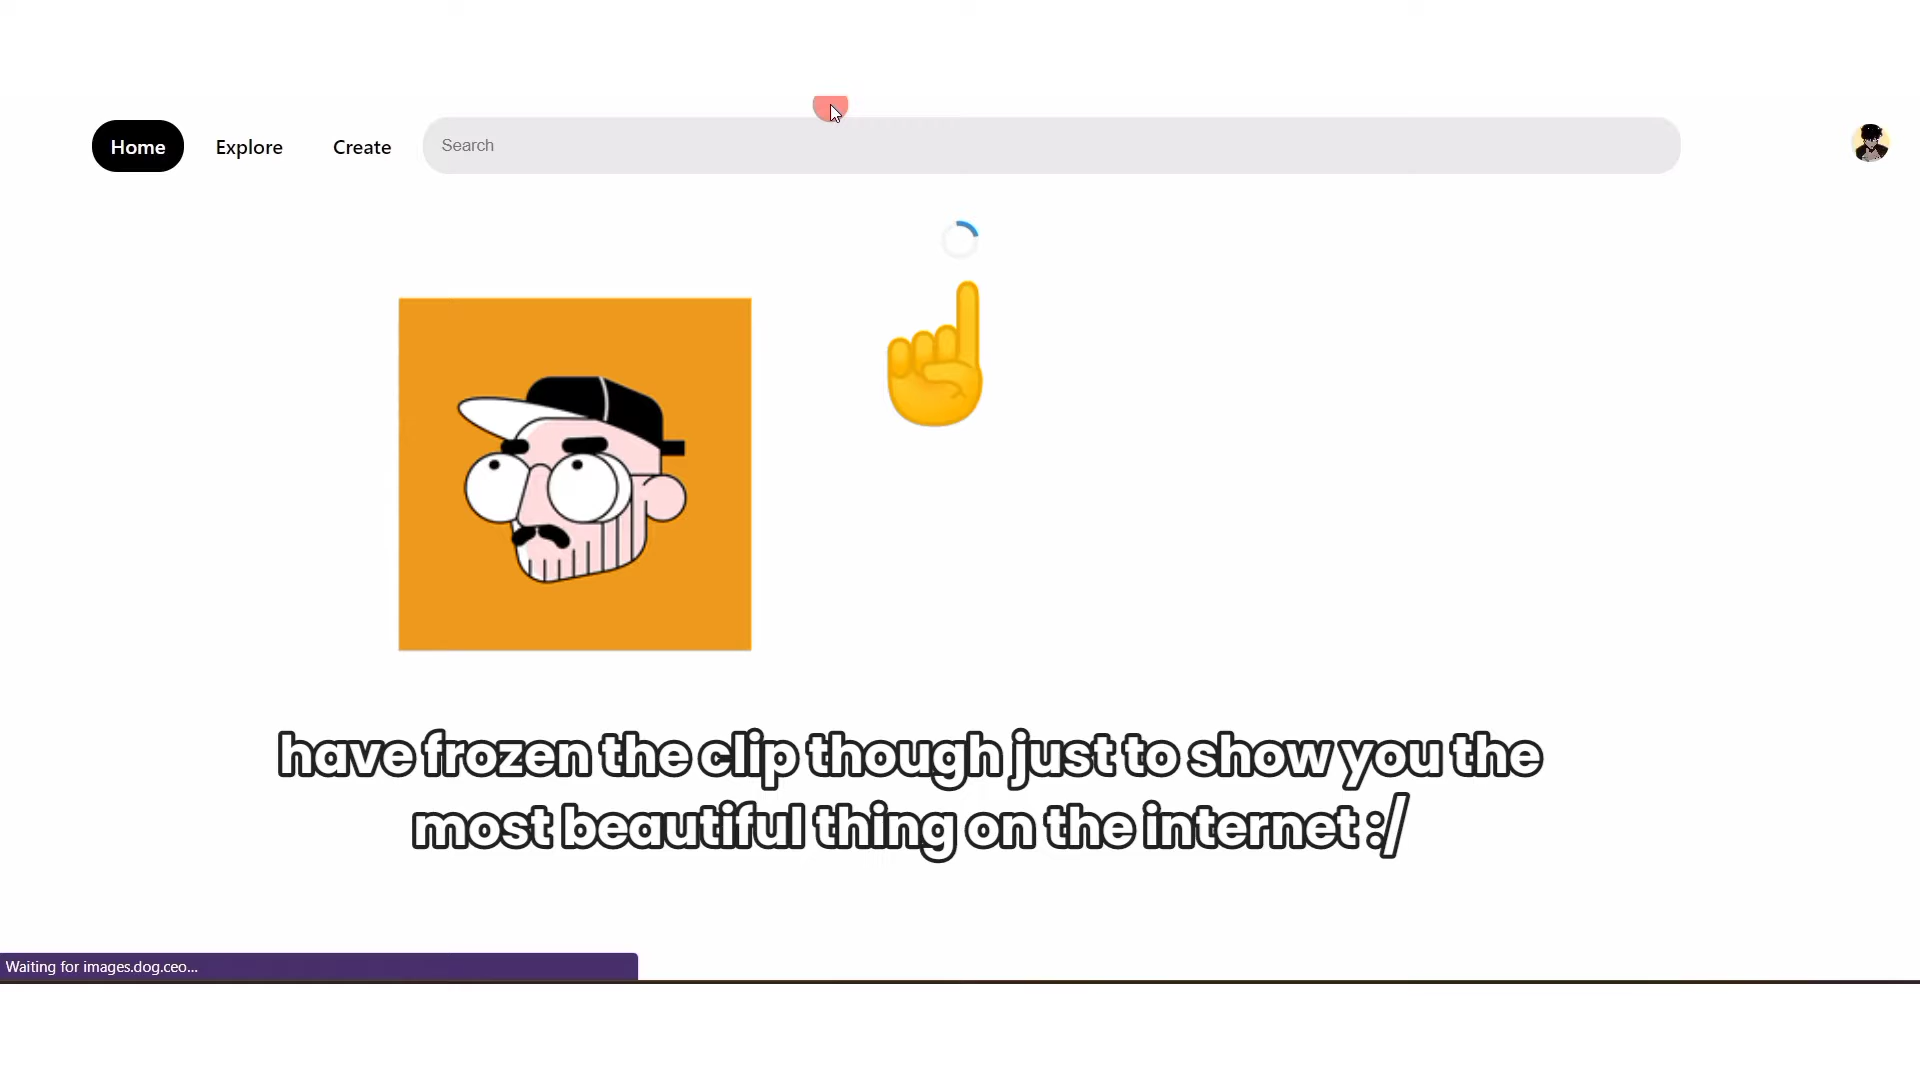 Home Explore Create Search
have frozen the clip though just to show you the
most beautiful thing on the internet :/
Waiting for images.dog.ceo...